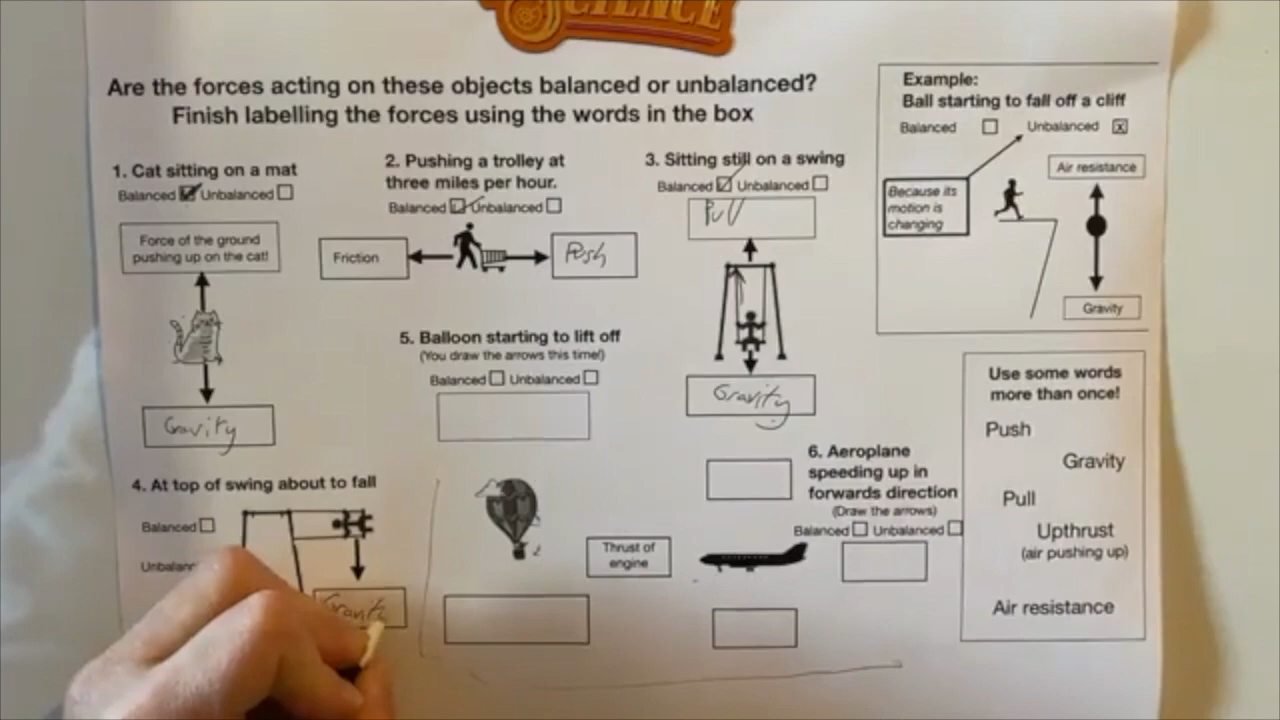 SCIENCE
Are the forces acting on these objects balanced or unbalanced?
Finish labelling the forces using the words in the box
1. Cat sitting on a mat
Balanced Unbalanced
Force of the ground
pushing up on the cat!
Gravity
2. Pushing a trolley at
three miles per hour.
Balanced Unbalanced
Friction
Push
3. Sitting still on a swing
Balanced Unbalanced
Pull
Gravity
4. At top of swing about to fall
Balanced
Gravity
5. Balloon starting to lift off
(You draw the arrows this time!)
Balanced Unbalanced
6. Aeroplane
speeding up in
forwards direction
(Draw the arrows)
Balanced Unbalanced
Thrust of
engine
Example:
Ball starting to fall off a cliff
Balanced Unbalanced x
Because its
motion is
changing
Air resistance
Gravity
Use some words
more than once!
Push
Gravity
Pull
Upthrust
(air pushing up)
Air resistance